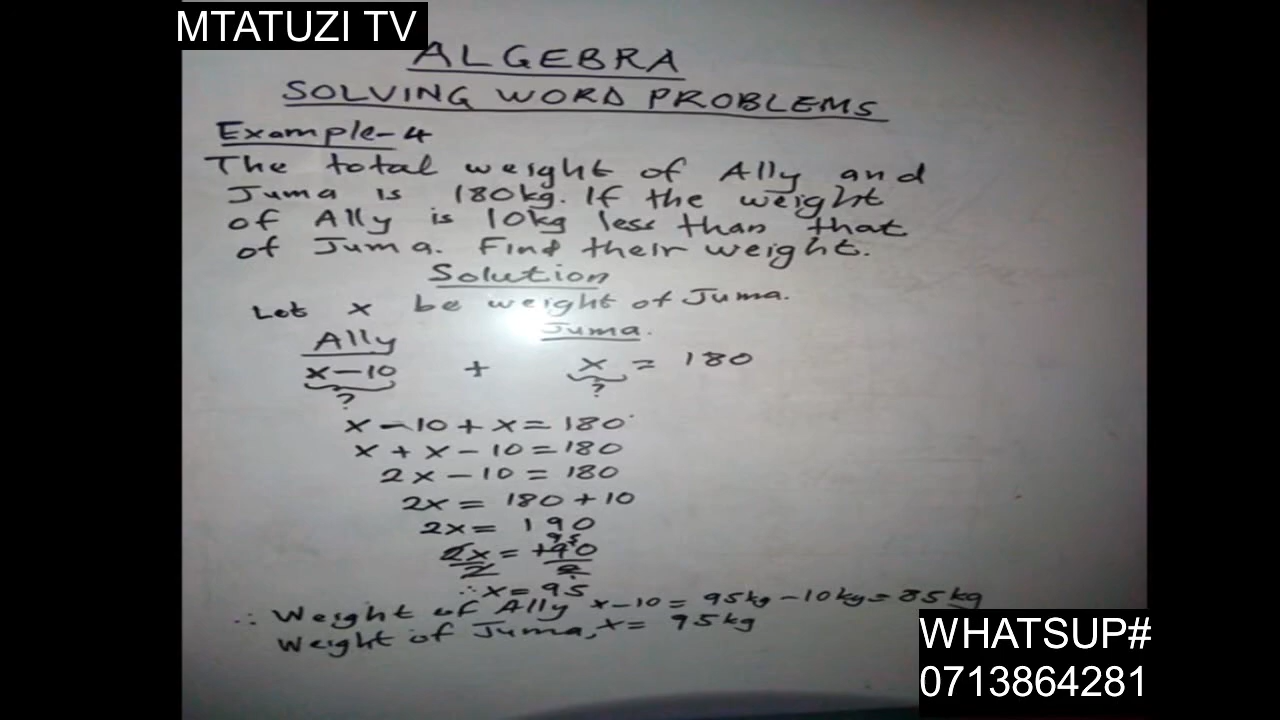 MTATUZI TV
ALGEBRA
SOLVING WORD PROBLEMS
Example-4
The total weight of Ally and
Juma is 180kg. If the weight
of Ally is 10kg less than that
of Juma. Find their weight.
Solution
Let x be weight of Juma.
Ally Juma.
x-10 + x = 180
? ?
x-10+x=180
x+x-10=180
2x-10=180
2x=180+10
2x=190
95
2x=190
2 2
∴x=95
∴ Weight of Ally x-10=95kg-10kg=85kg
Weight of Juma, x=95kg
WHATSUP#
0713864281